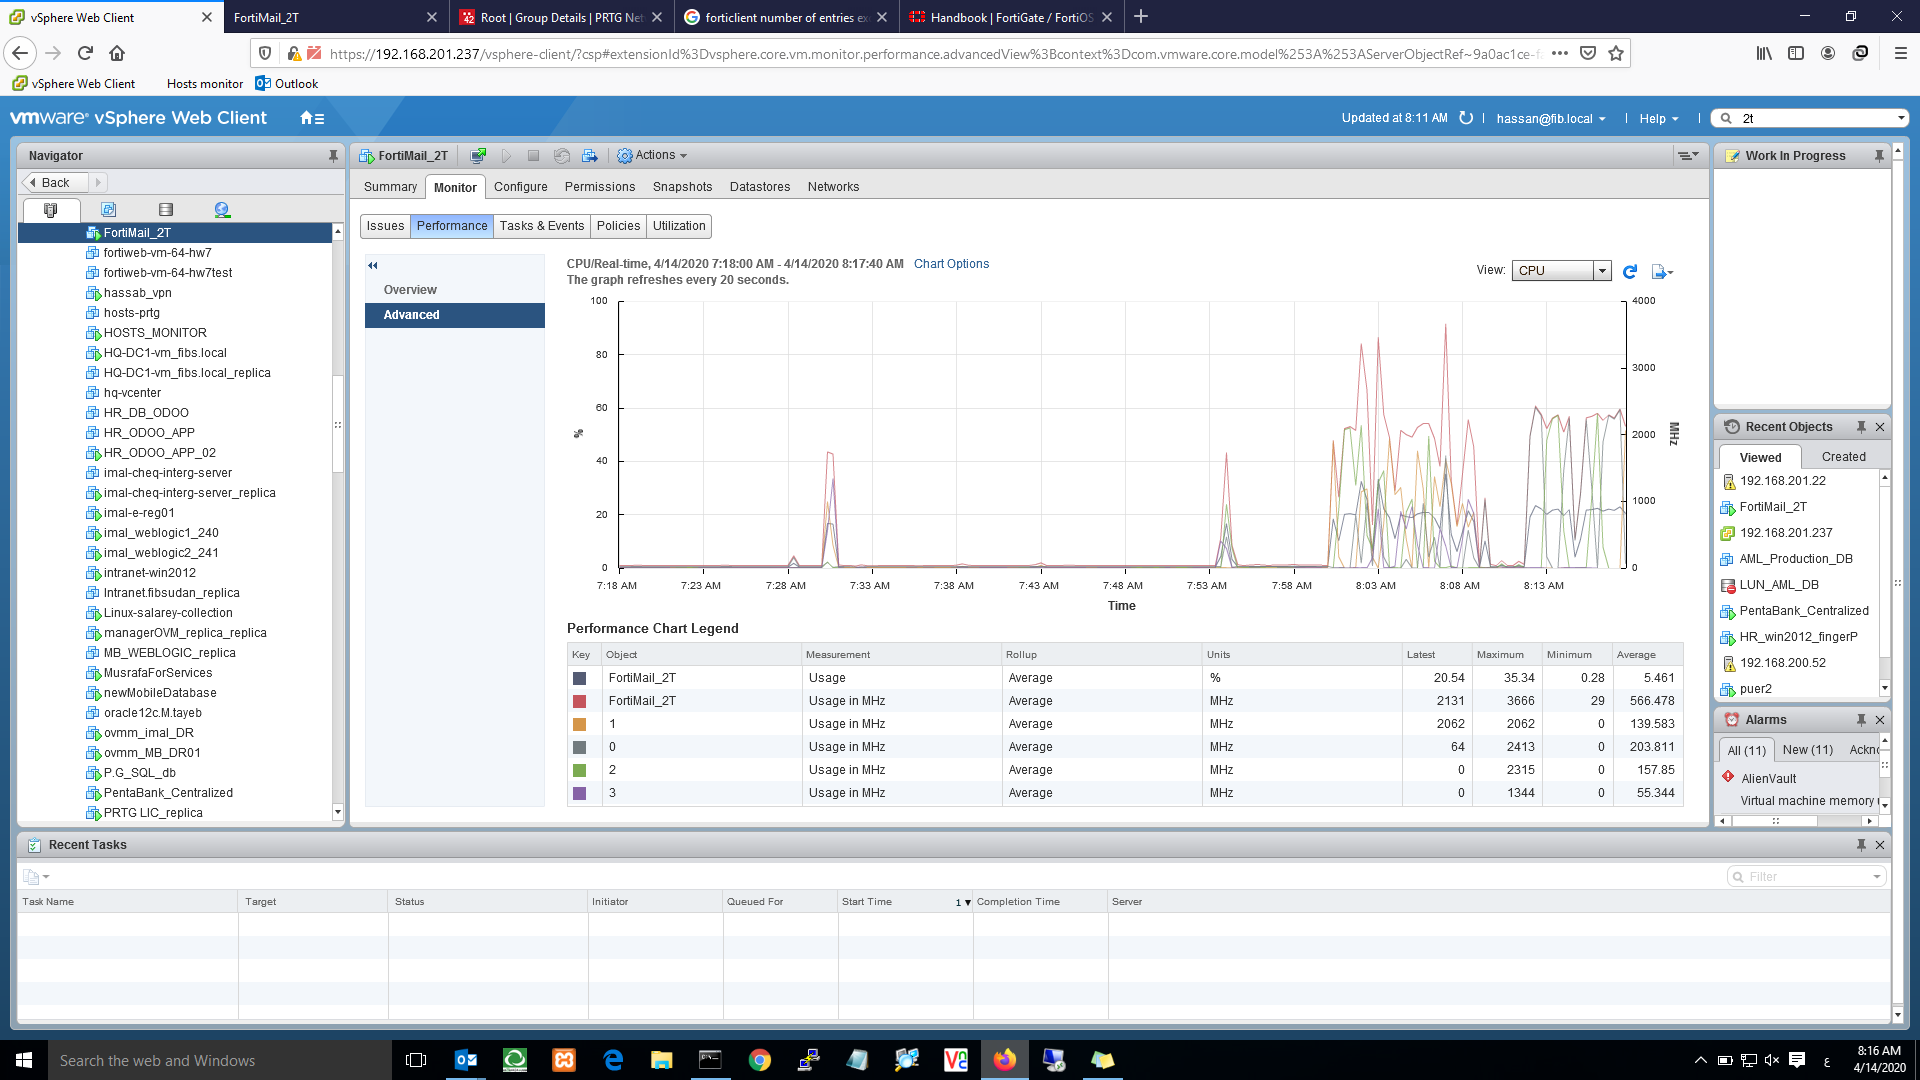 vSphere Web Client
FortiMail_2T
Root | Group Details | PRTG Net
forticlient number of entries ex
Handbook | FortiGate / FortiOS
https://192.168.201.237/vsphere-client/?csp#extensionId%3Dvsphere.core.vm.monitor.performance.advancedView%3Bcontext%3Dcom.vmware.core.model%253A%253AServerObjectRef~9a0ac1ce-f
vSphere Web Client
Hosts monitor
Outlook
vmware® vSphere Web Client
Updated at 8:11 AM
hassan@fib.local
Help
2t
Navigator
Back
FortiMail_2T
fortiweb-vm-64-hw7
fortiweb-vm-64-hw7test
hassab_vpn
hosts-prtg
HOSTS_MONITOR
HQ-DC1-vm_fibs.local
HQ-DC1-vm_fibs.local_replica
hq-vcenter
HR_DB_ODOO
HR_ODOO_APP
HR_ODOO_APP_02
imal-cheq-interg-server
imal-cheq-interg-server_replica
imal-e-reg01
imal_weblogic1_240
imal_weblogic2_241
intranet-win2012
Intranet.fibsudan_replica
Linux-salarey-collection
managerOVM_replica_replica
MB_WEBLOGIC_replica
MusrafaForServices
newMobileDatabase
oracle12c.M.tayeb
ovmm_imal_DR
ovmm_MB_DR01
P.G_SQL_db
PentaBank_Centralized
PRTG LIC_replica
FortiMail_2T
Actions
Summary Monitor Configure Permissions Snapshots Datastores Networks
Issues Performance Tasks & Events Policies Utilization
Overview
Advanced
CPU/Real-time, 4/14/2020 7:18:00 AM - 4/14/2020 8:17:40 AM Chart Options
The graph refreshes every 20 seconds.
View: CPU
100
80
60
40
20
0
%
4000
3000
2000
1000
0
MHz
7:18 AM 7:23 AM 7:28 AM 7:33 AM 7:38 AM 7:43 AM 7:48 AM 7:53 AM 7:58 AM 8:03 AM 8:08 AM 8:13 AM
Time
Performance Chart Legend
Key Object Measurement Rollup Units Latest Maximum Minimum Average
FortiMail_2T Usage Average % 20.54 35.34 0.28 5.461
FortiMail_2T Usage in MHz Average MHz 2131 3666 29 566.478
1 Usage in MHz Average MHz 2062 2062 0 139.583
0 Usage in MHz Average MHz 64 2413 0 203.811
2 Usage in MHz Average MHz 0 2315 0 157.85
3 Usage in MHz Average MHz 0 1344 0 55.344
Work In Progress
Recent Objects
Viewed Created
192.168.201.22
FortiMail_2T
192.168.201.237
AML_Production_DB
LUN_AML_DB
PentaBank_Centralized
HR_win2012_fingerP
192.168.200.52
puer2
Alarms
All (11) New (11) Ackno
AlienVault
Virtual machine memory u
Recent Tasks
Filter
Task Name Target Status Initiator Queued For Start Time 1 Completion Time Server
Search the web and Windows
ع
8:16 AM
4/14/2020